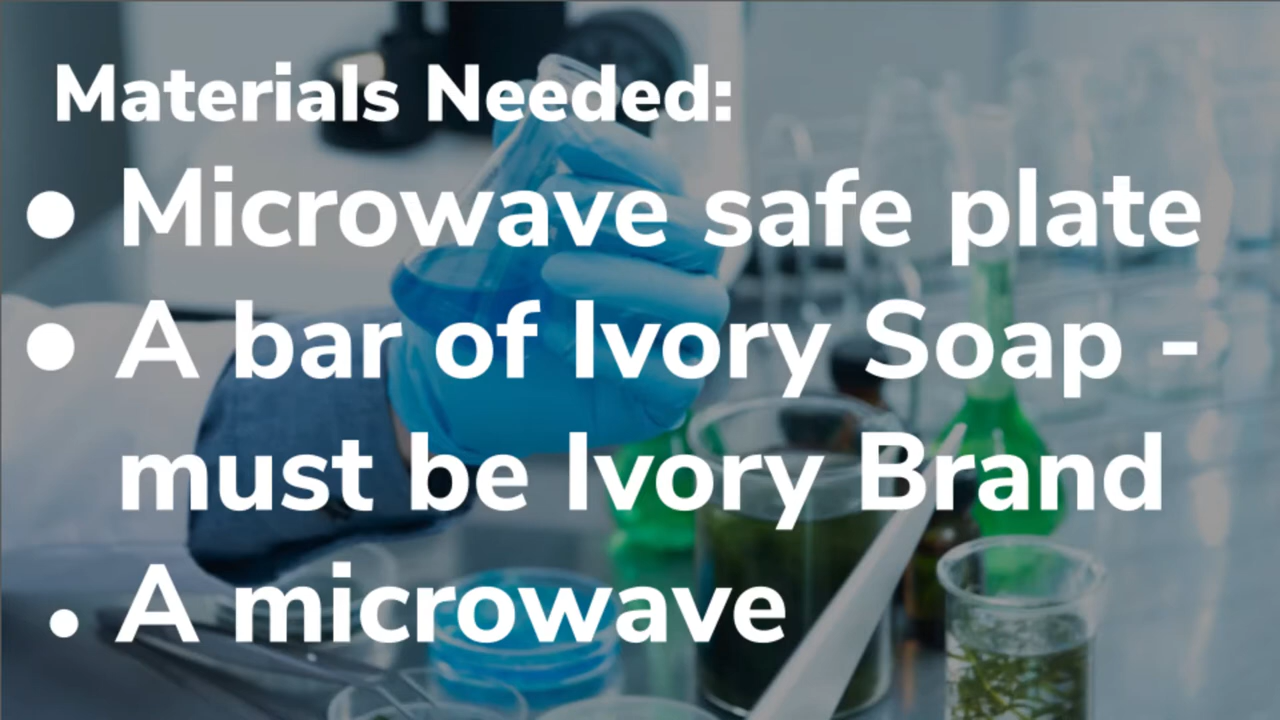 Materials Needed:
● Microwave safe plate
● A bar of Ivory Soap -
must be Ivory Brand
● A microwave